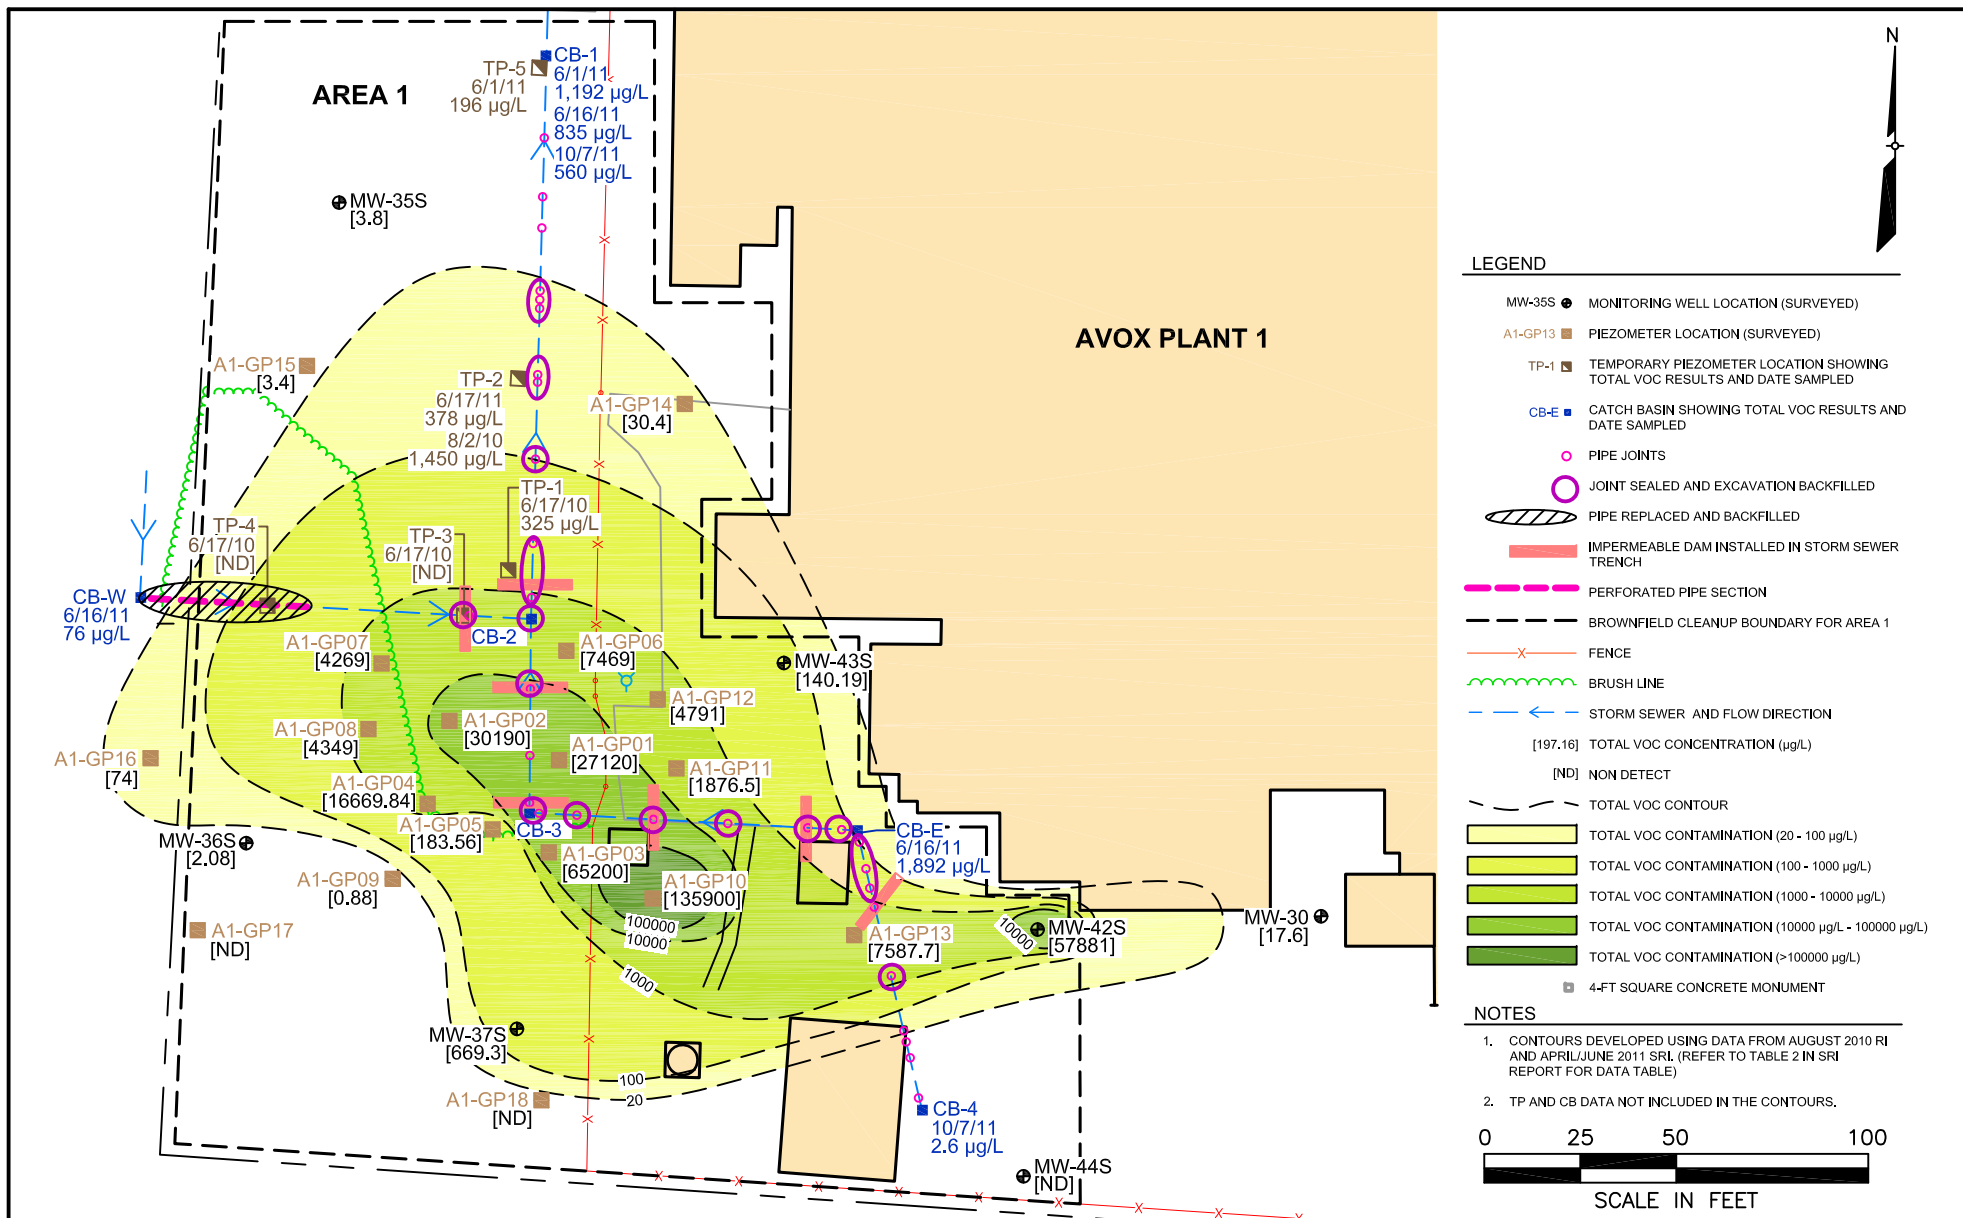 AREA 1
TP-5
6/1/11
196 µg/L
CB-1
6/1/11
1,192 µg/L
6/16/11
835 µg/L
10/7/11
560 µg/L
MW-35S
[3.8]
A1-GP15
[3.4]
TP-2
6/17/11
378 µg/L
8/2/10
1,450 µg/L
A1-GP14
[30.4]
AVOX PLANT 1
TP-1
6/17/10
325 µg/L
TP-4
6/17/10
[ND]
TP-3
6/17/10
[ND]
CB-W
6/16/11
76 µg/L
CB-2
A1-GP07
[4269]
A1-GP06
[7469]
MW-43S
[140.19]
A1-GP12
[4791]
A1-GP02
[30190]
A1-GP08
[4349]
A1-GP01
[27120]
A1-GP16
[74]
A1-GP11
[1876.5]
A1-GP04
[16669.84]
A1-GP05
[183.56]
CB-3
MW-36S
[2.08]
CB-E
6/16/11
1,892 µg/L
A1-GP03
[65200]
A1-GP09
[0.88]
A1-GP10
[135900]
100000
10000
A1-GP17
[ND]
A1-GP13
[7587.7]
10000
MW-42S
[57881]
MW-30
[17.6]
1000
MW-37S
[669.3]
100
20
A1-GP18
[ND]
CB-4
10/7/11
2.6 µg/L
MW-44S
[ND]
N
LEGEND
MW-35S MONITORING WELL LOCATION (SURVEYED)
A1-GP13 PIEZOMETER LOCATION (SURVEYED)
TP-1 TEMPORARY PIEZOMETER LOCATION SHOWING
TOTAL VOC RESULTS AND DATE SAMPLED
CB-E CATCH BASIN SHOWING TOTAL VOC RESULTS AND
DATE SAMPLED
PIPE JOINTS
JOINT SEALED AND EXCAVATION BACKFILLED
PIPE REPLACED AND BACKFILLED
IMPERMEABLE DAM INSTALLED IN STORM SEWER
TRENCH
PERFORATED PIPE SECTION
BROWNFIELD CLEANUP BOUNDARY FOR AREA 1
X FENCE
BRUSH LINE
STORM SEWER AND FLOW DIRECTION
[197.16] TOTAL VOC CONCENTRATION (µg/L)
[ND] NON DETECT
TOTAL VOC CONTOUR
TOTAL VOC CONTAMINATION (20 - 100 µg/L)
TOTAL VOC CONTAMINATION (100 - 1000 µg/L)
TOTAL VOC CONTAMINATION (1000 - 10000 µg/L)
TOTAL VOC CONTAMINATION (10000 µg/L - 100000 µg/L)
TOTAL VOC CONTAMINATION (>100000 µg/L)
4-FT SQUARE CONCRETE MONUMENT
NOTES
1. CONTOURS DEVELOPED USING DATA FROM AUGUST 2010 RI
AND APRIL/JUNE 2011 SRI. (REFER TO TABLE 2 IN SRI
REPORT FOR DATA TABLE)
2. TP AND CB DATA NOT INCLUDED IN THE CONTOURS.
0 25 50 100
SCALE IN FEET